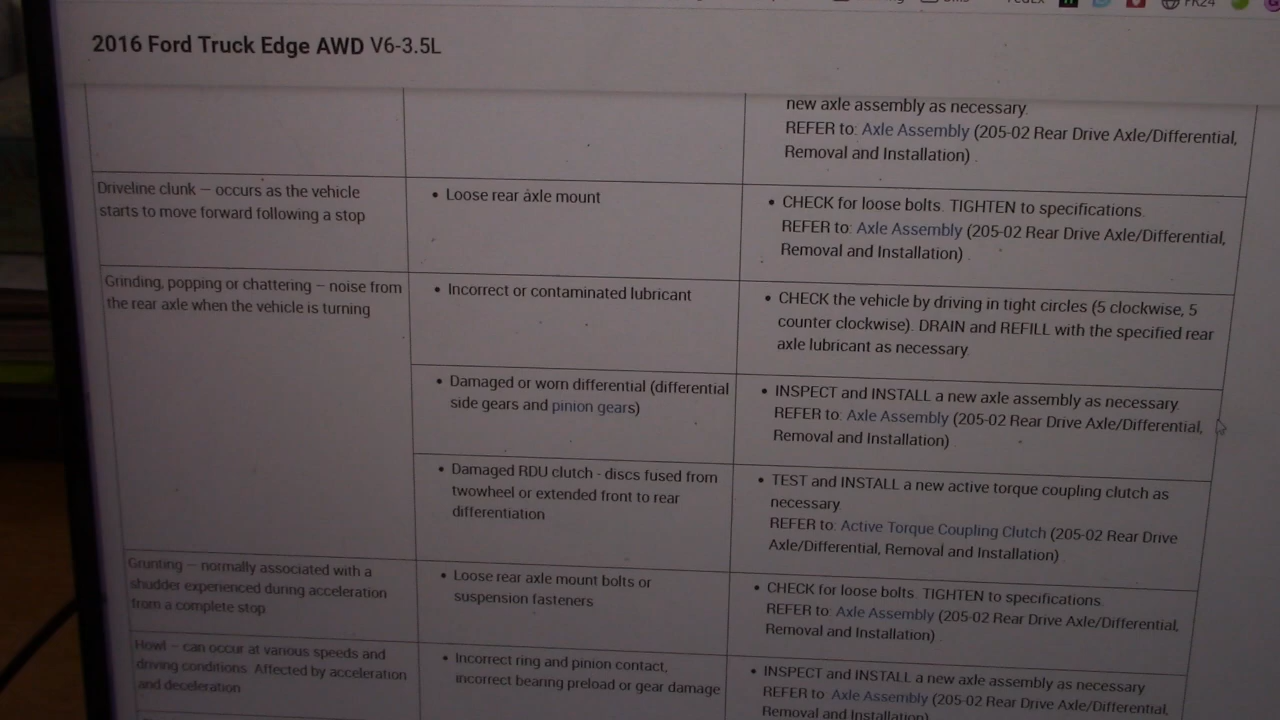 FR24
2016 Ford Truck Edge AWD V6-3.5L
new axle assembly as necessary.
REFER to: Axle Assembly (205-02 Rear Drive Axle/Differential,
Removal and Installation) .
Driveline clunk — occurs as the vehicle
starts to move forward following a stop
• Loose rear axle mount
• CHECK for loose bolts. TIGHTEN to specifications.
REFER to: Axle Assembly (205-02 Rear Drive Axle/Differential,
Removal and Installation) .
Grinding, popping or chattering — noise from
the rear axle when the vehicle is turning
• Incorrect or contaminated lubricant
• CHECK the vehicle by driving in tight circles (5 clockwise, 5
counter clockwise). DRAIN and REFILL with the specified rear
axle lubricant as necessary.
• Damaged or worn differential (differential
side gears and pinion gears)
• INSPECT and INSTALL a new axle assembly as necessary.
REFER to: Axle Assembly (205-02 Rear Drive Axle/Differential,
Removal and Installation) .
• Damaged RDU clutch - discs fused from
twowheel or extended front to rear
differentiation
• TEST and INSTALL a new active torque coupling clutch as
necessary.
REFER to: Active Torque Coupling Clutch (205-02 Rear Drive
Axle/Differential, Removal and Installation) .
Grunting — normally associated with a
shudder experienced during acceleration
from a complete stop
• Loose rear axle mount bolts or
suspension fasteners
• CHECK for loose bolts. TIGHTEN to specifications.
REFER to: Axle Assembly (205-02 Rear Drive Axle/Differential,
Removal and Installation) .
Howl — can occur at various speeds and
driving conditions. Affected by acceleration
and deceleration
• Incorrect ring and pinion contact,
incorrect bearing preload or gear damage
• INSPECT and INSTALL a new axle assembly as necessary
REFER to: Axle Assembly (205-02 Rear Drive Axle/Differential,
Removal and Installation)